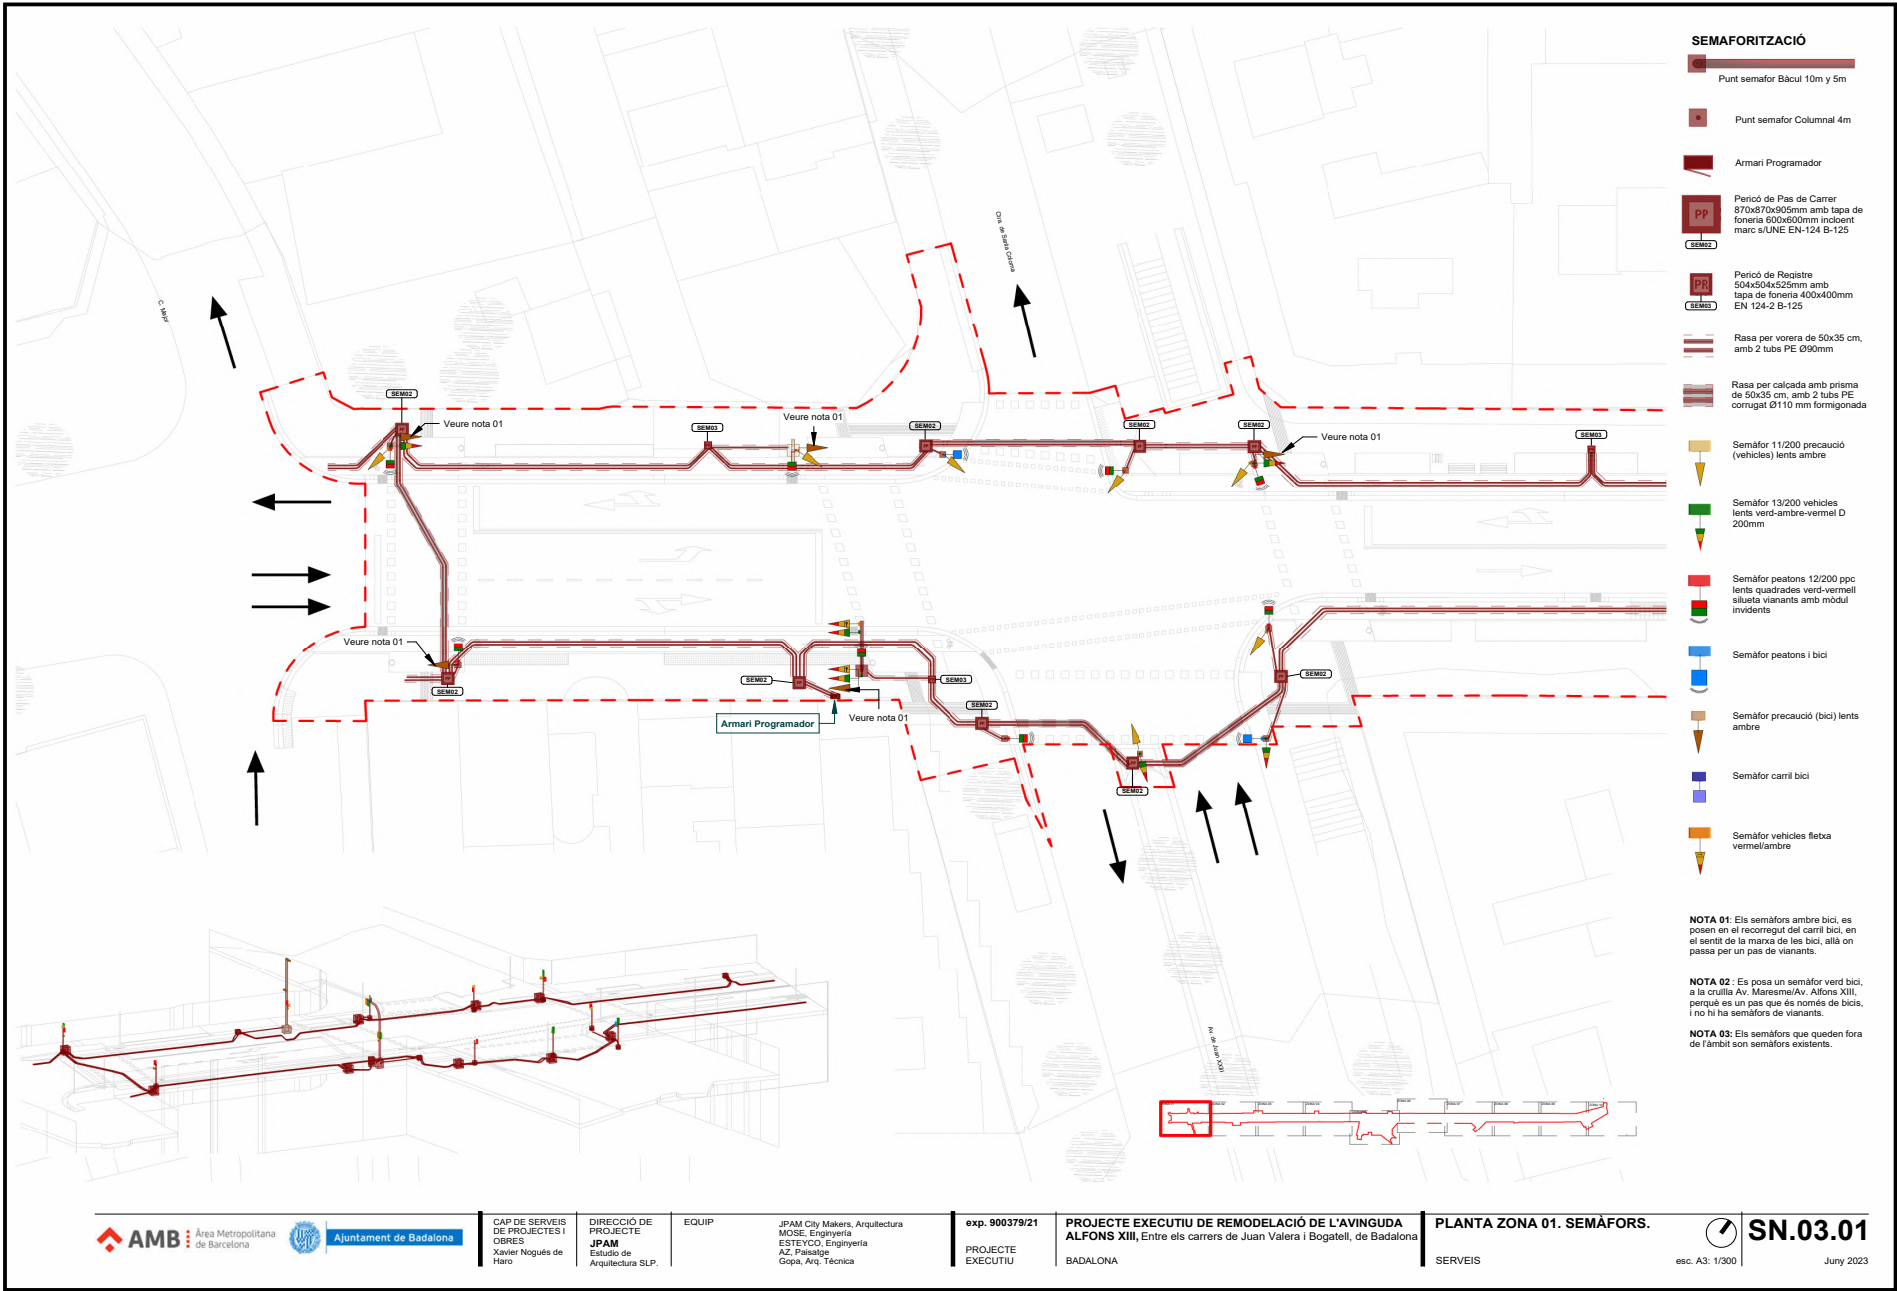 SEMAFORITZACIÓ
Punt semafor Bàcul 10m y 5m
Punt semafor Columnal 4m
Armari Programador
PP
SEM02
Pericó de Pas de Carrer
870x870x905mm amb tapa de
foneria 600x600mm incloent
marc s/UNE EN-124 B-125
PR
SEM03
Pericó de Registre
504x504x525mm amb
tapa de foneria 400x400mm
EN 124-2 B-125
Rasa per vorera de 50x35 cm,
amb 2 tubs PE Ø90mm
Rasa per calçada amb prisma
de 50x35 cm, amb 2 tubs PE
corrugat Ø110 mm formigonada
Semàfor 11/200 precaució
(vehicles) lents ambre
Semàfor 13/200 vehicles
lents verd-ambre-vermel D
200mm
Semàfor peatons 12/200 ppc
lents quadrades verd-vermell
silueta vianants amb mòdul
invidents
Semàfor peatons i bici
Semàfor precaució (bici) lents
ambre
Semàfor carril bici
Semàfor vehicles fletxa
vermel/ambre
NOTA 01: Els semàfors ambre bici, es
posen en el recorregut del carril bici, en
el sentit de la marxa de les bici, allà on
passa per un pas de vianants.
NOTA 02 : Es posa un semàfor verd bici,
a la cruïlla Av. Maresme/Av. Alfons XIII,
perquè es un pas que és només de bicis,
i no hi ha semàfors de vianants.
NOTA 03: Els semàfors que queden fora
de l'àmbit son semàfors existents.
C. Major
Ctra. de Santa Coloma
SEM02
Veure nota 01
SEM03
Veure nota 01
SEM02
SEM02
SEM02
Veure nota 01
SEM03
Veure nota 01
SEM02
SEM02
Armari Programador
Veure nota 01
SEM03
SEM02
SEM02
SEM02
Av. de Juan XXIII
AMB
Àrea Metropolitana
de Barcelona
Ajuntament de Badalona
CAP DE SERVEIS
DE PROJECTES I
OBRES
Xavier Nogués de
Haro
DIRECCIÓ DE
PROJECTE
JPAM
Estudio de
Arquitectura SLP.
EQUIP
JPAM City Makers, Arquitectura
MOSE, Enginyería
ESTEYCO, Enginyería
AZ, Paisatge
Gopa, Arq. Técnica
exp. 900379/21
PROJECTE
EXECUTIU
PROJECTE EXECUTIU DE REMODELACIÓ DE L'AVINGUDA
ALFONS XIII, Entre els carrers de Juan Valera i Bogatell, de Badalona
BADALONA
PLANTA ZONA 01. SEMÀFORS.
SERVEIS
esc. A3: 1/300
SN.03.01
Juny 2023